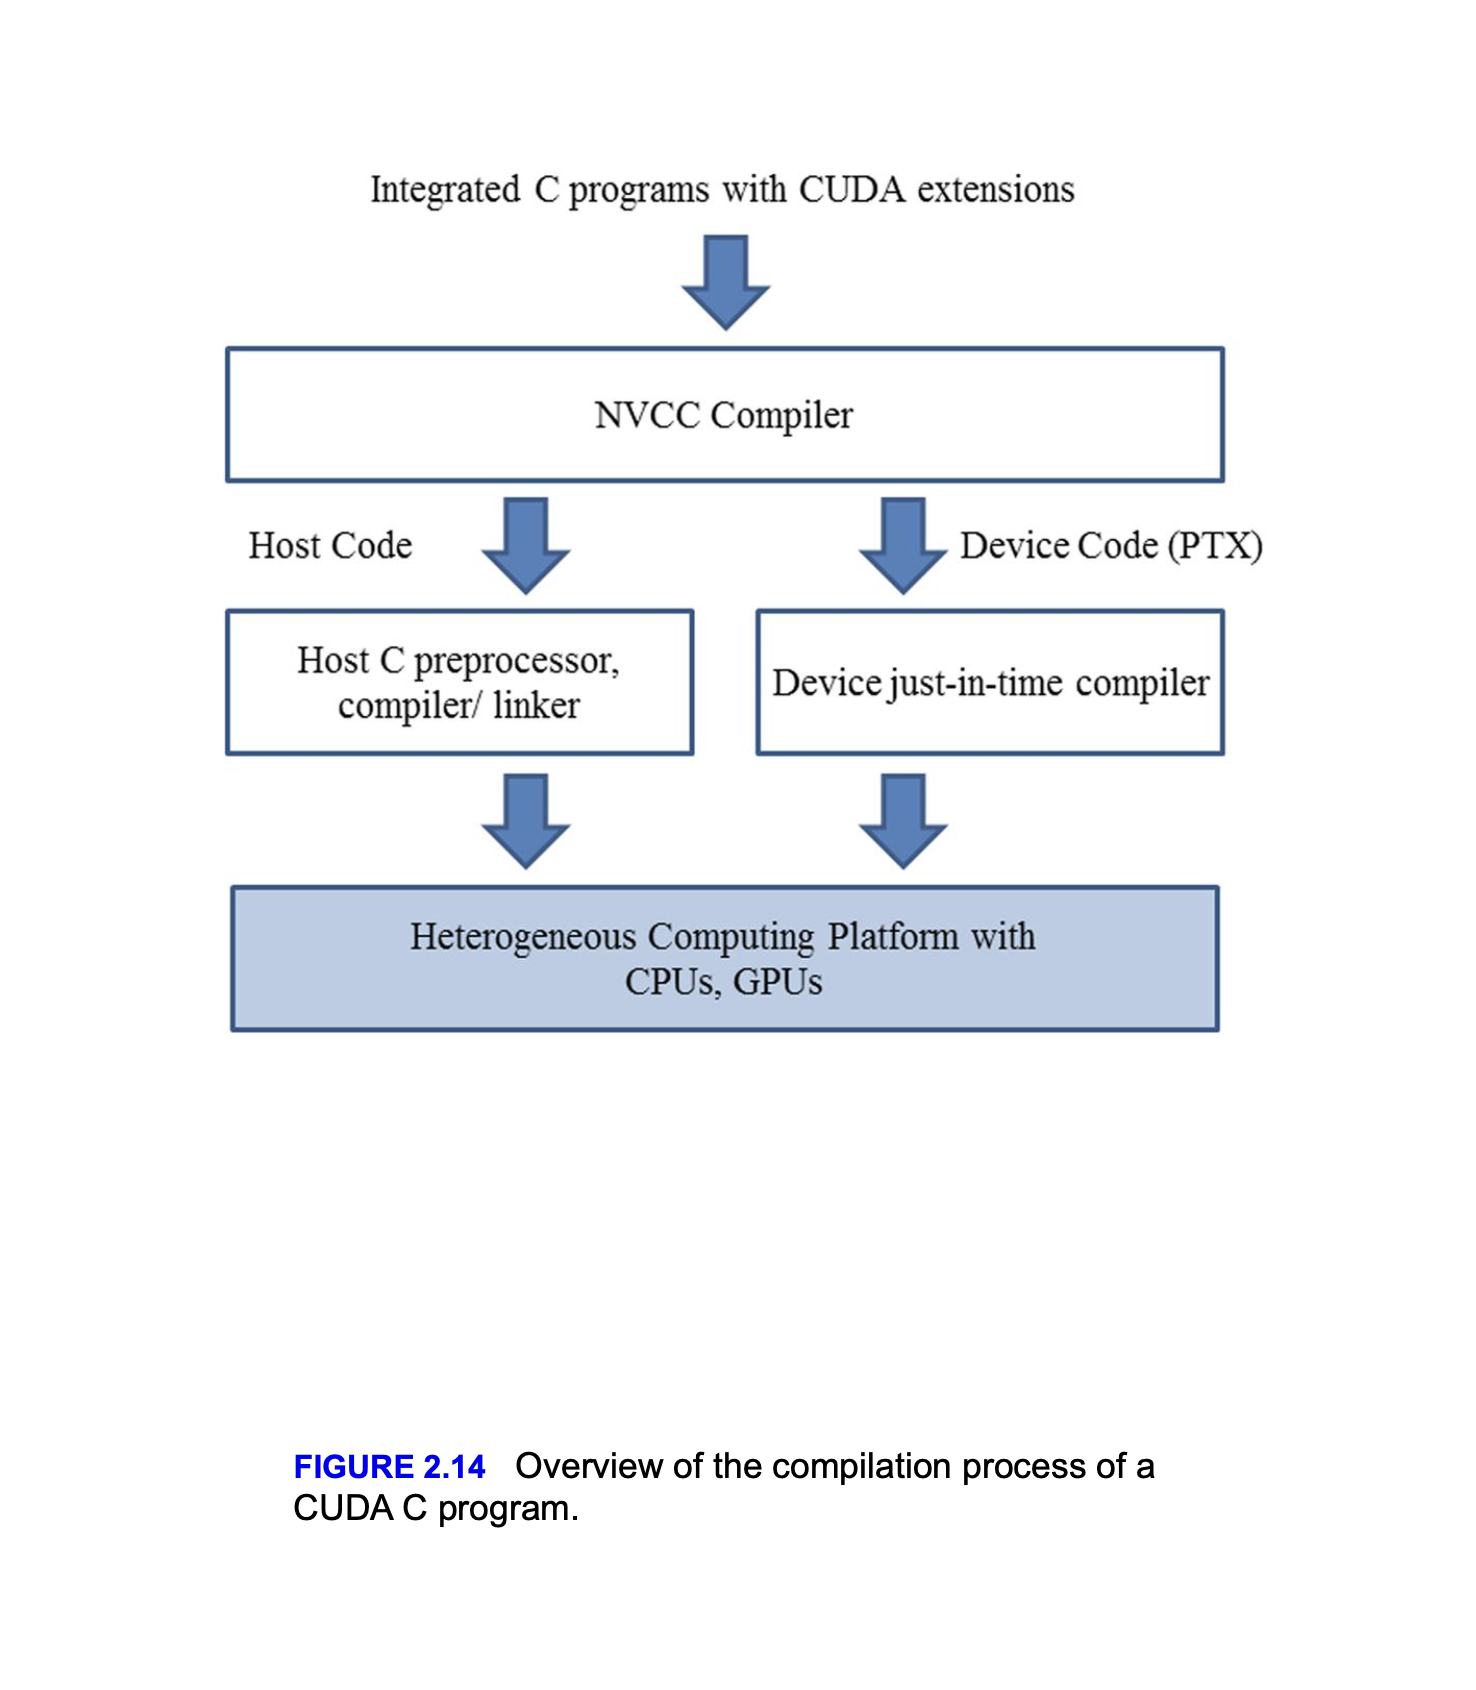 Integrated C programs with CUDA extensions
NVCC Compiler
Host Code
Device Code (PTX)
Host C preprocessor,
compiler/ linker
Device just-in-time compiler
Heterogeneous Computing Platform with
CPUs, GPUs
FIGURE 2.14 Overview of the compilation process of a
CUDA C program.